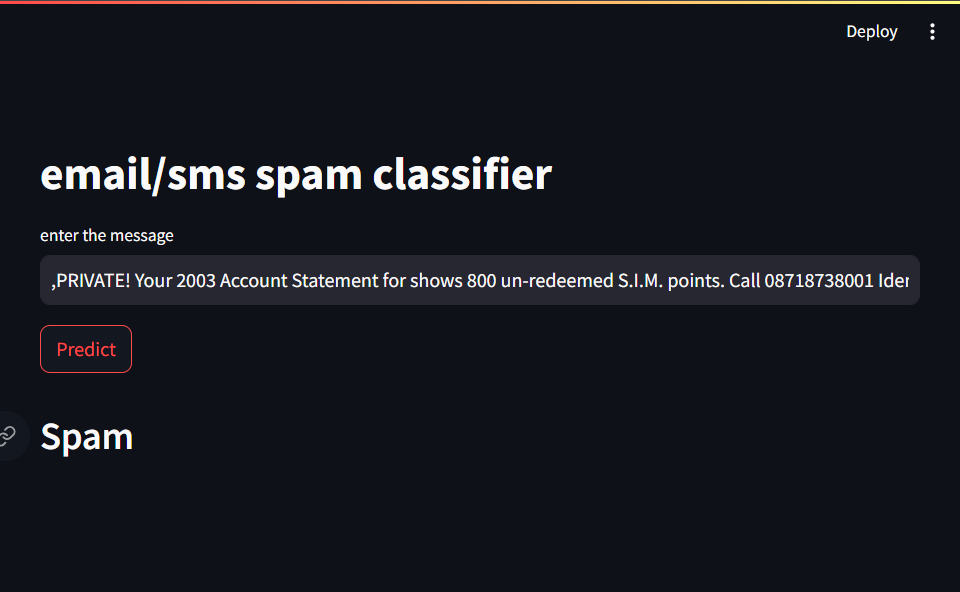 Deploy
email/sms spam classifier
enter the message
,PRIVATE! Your 2003 Account Statement for shows 800 un-redeemed S.I.M. points. Call 08718738001 Iden
Predict
Spam